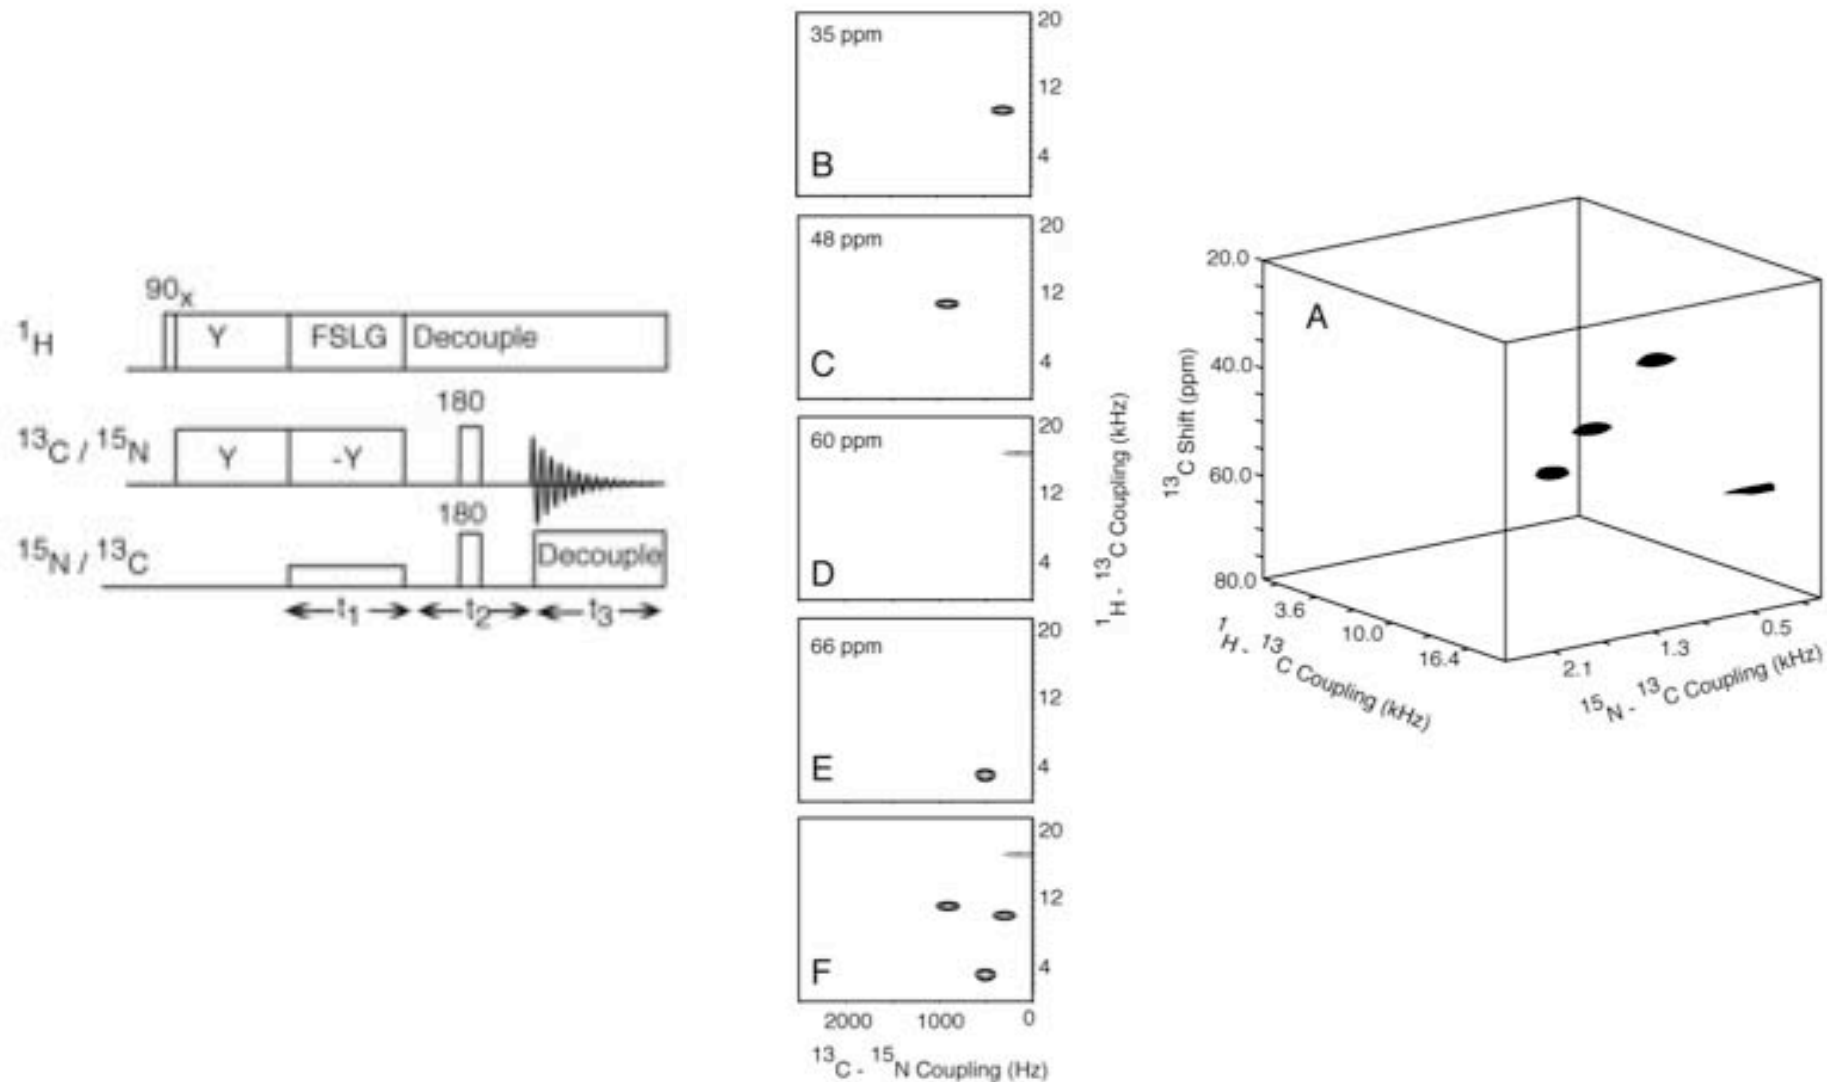 90x
1H
Y
FSLG
Decouple
180
13C / 15N
Y
-Y
180
15N / 13C
Decouple
t1
t2
t3
35 ppm
B
20
12
4
48 ppm
C
20
12
4
60 ppm
D
20
12
4
66 ppm
E
20
12
4
F
20
12
4
2000
1000
0
13C - 15N Coupling (Hz)
1H - 13C Coupling (kHz)
A
20.0
40.0
60.0
80.0
13C Shift (ppm)
3.6
10.0
16.4
1H - 13C Coupling (kHz)
2.1
1.3
0.5
15N - 13C Coupling (kHz)